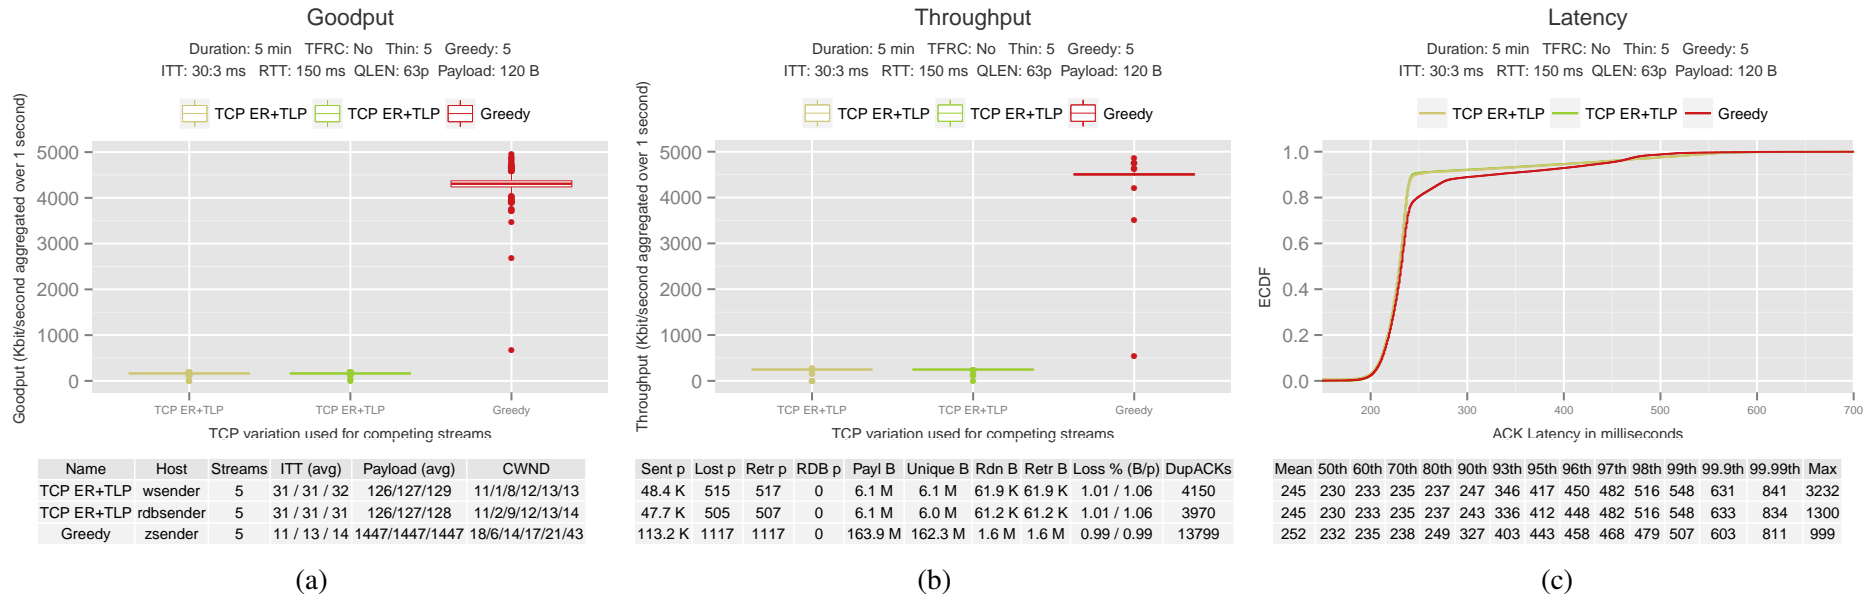 Goodput
Duration: 5 min TFRC: No Thin: 5 Greedy: 5
ITT: 30:3 ms RTT: 150 ms QLEN: 63p Payload: 120 B
TCP ER+TLP TCP ER+TLP Greedy
Goodput (Kbit/second aggregated over 1 second)
5000
4000
3000
2000
1000
0
TCP ER+TLP TCP ER+TLP Greedy
TCP variation used for competing streams
Name Host Streams ITT (avg) Payload (avg) CWND
TCP ER+TLP wsender 5 31 / 31 / 32 126/127/129 11/1/8/12/13/13
TCP ER+TLP rdbsender 5 31 / 31 / 31 126/127/128 11/2/9/12/13/14
Greedy zsender 5 11 / 13 / 14 1447/1447/1447 18/6/14/17/21/43
(a)
Throughput
Duration: 5 min TFRC: No Thin: 5 Greedy: 5
ITT: 30:3 ms RTT: 150 ms QLEN: 63p Payload: 120 B
TCP ER+TLP TCP ER+TLP Greedy
Throughput (Kbit/second aggregated over 1 second)
5000
4000
3000
2000
1000
0
TCP ER+TLP TCP ER+TLP Greedy
TCP variation used for competing streams
Sent p Lost p Retr p RDB p Payl B Unique B Rdn B Retr B Loss % (B/p) DupACKs
48.4 K 515 517 0 6.1 M 6.1 M 61.9 K 61.9 K 1.01 / 1.06 4150
47.7 K 505 507 0 6.1 M 6.0 M 61.2 K 61.2 K 1.01 / 1.06 3970
113.2 K 1117 1117 0 163.9 M 162.3 M 1.6 M 1.6 M 0.99 / 0.99 13799
(b)
Latency
Duration: 5 min TFRC: No Thin: 5 Greedy: 5
ITT: 30:3 ms RTT: 150 ms QLEN: 63p Payload: 120 B
TCP ER+TLP TCP ER+TLP Greedy
ECDF
1.0
0.8
0.6
0.4
0.2
0.0
200 300 400 500 600 700
ACK Latency in milliseconds
Mean 50th 60th 70th 80th 90th 93th 95th 96th 97th 98th 99th 99.9th 99.99th Max
245 230 233 235 237 247 346 417 450 482 516 548 631 841 3232
245 230 233 235 237 243 336 412 448 482 516 548 633 834 1300
252 232 235 238 249 327 403 443 458 468 479 507 603 811 999
(c)